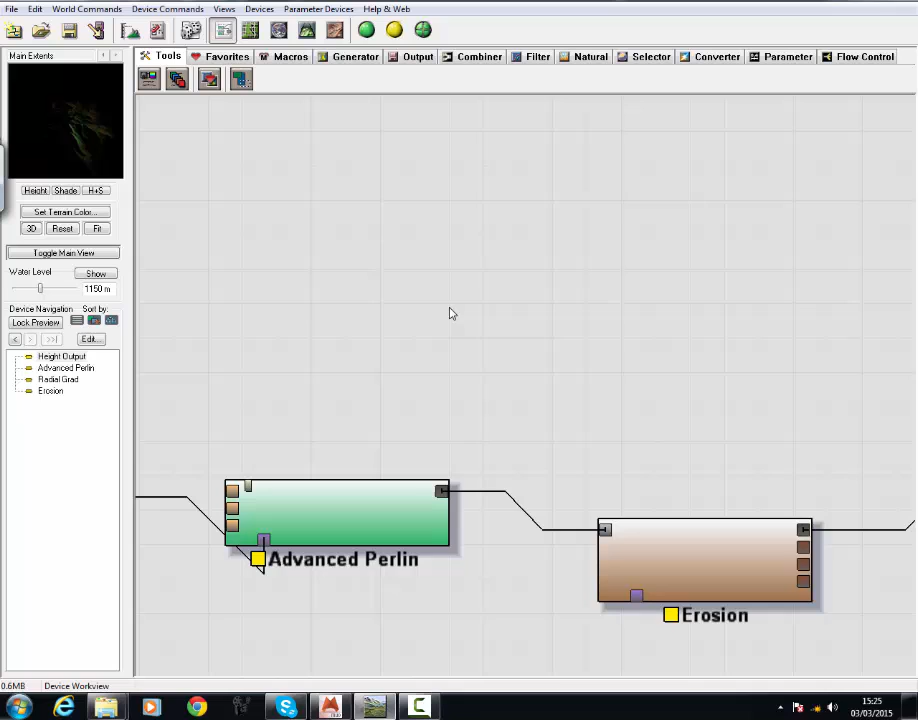 File Edit World Commands Device Commands Views Devices Parameter Devices Help & Web
Main Extents
Tools Favorites Macros Generator Output Combiner Filter Natural Selector Converter Parameter Flow Control
Height Shade H+S
Set Terrain Color...
3D Reset Fit
Toggle Main View
Water Level Show
1150 m
Device Navigation Sort by:
Lock Preview
< > >>| Edit...
Height Output
Advanced Perlin
Radial Grad
Erosion
Advanced Perlin
Erosion
0.6MB Device Workview
15:25
03/03/2015